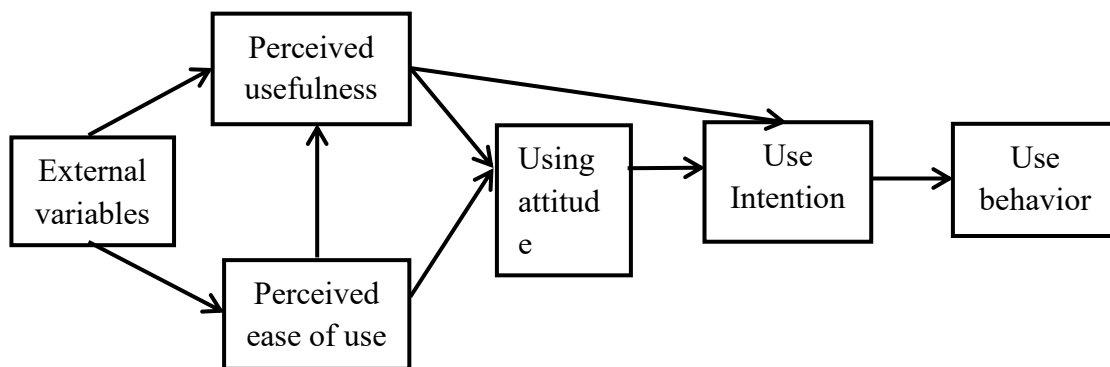 Perceived
usefulness
External
variables
Perceived
ease of use
Using
attitud
e
Use
Intention
Use
behavior